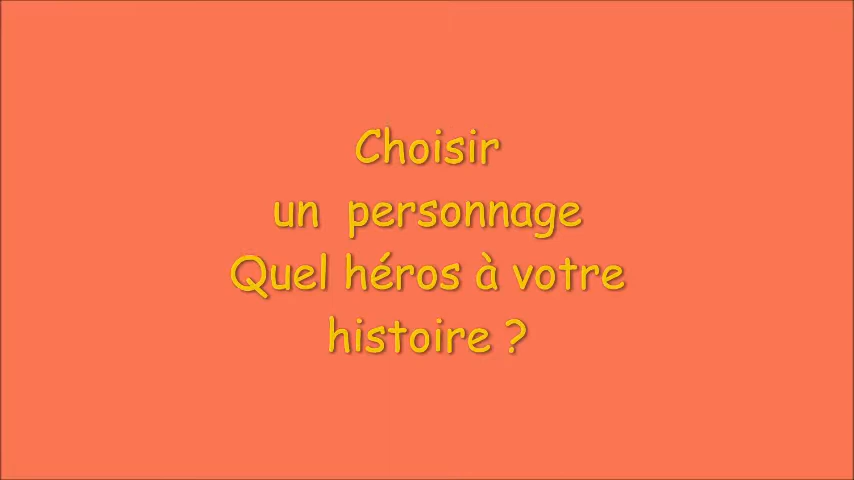 Choisir
un  personnage
Quel héros à votre
histoire ?